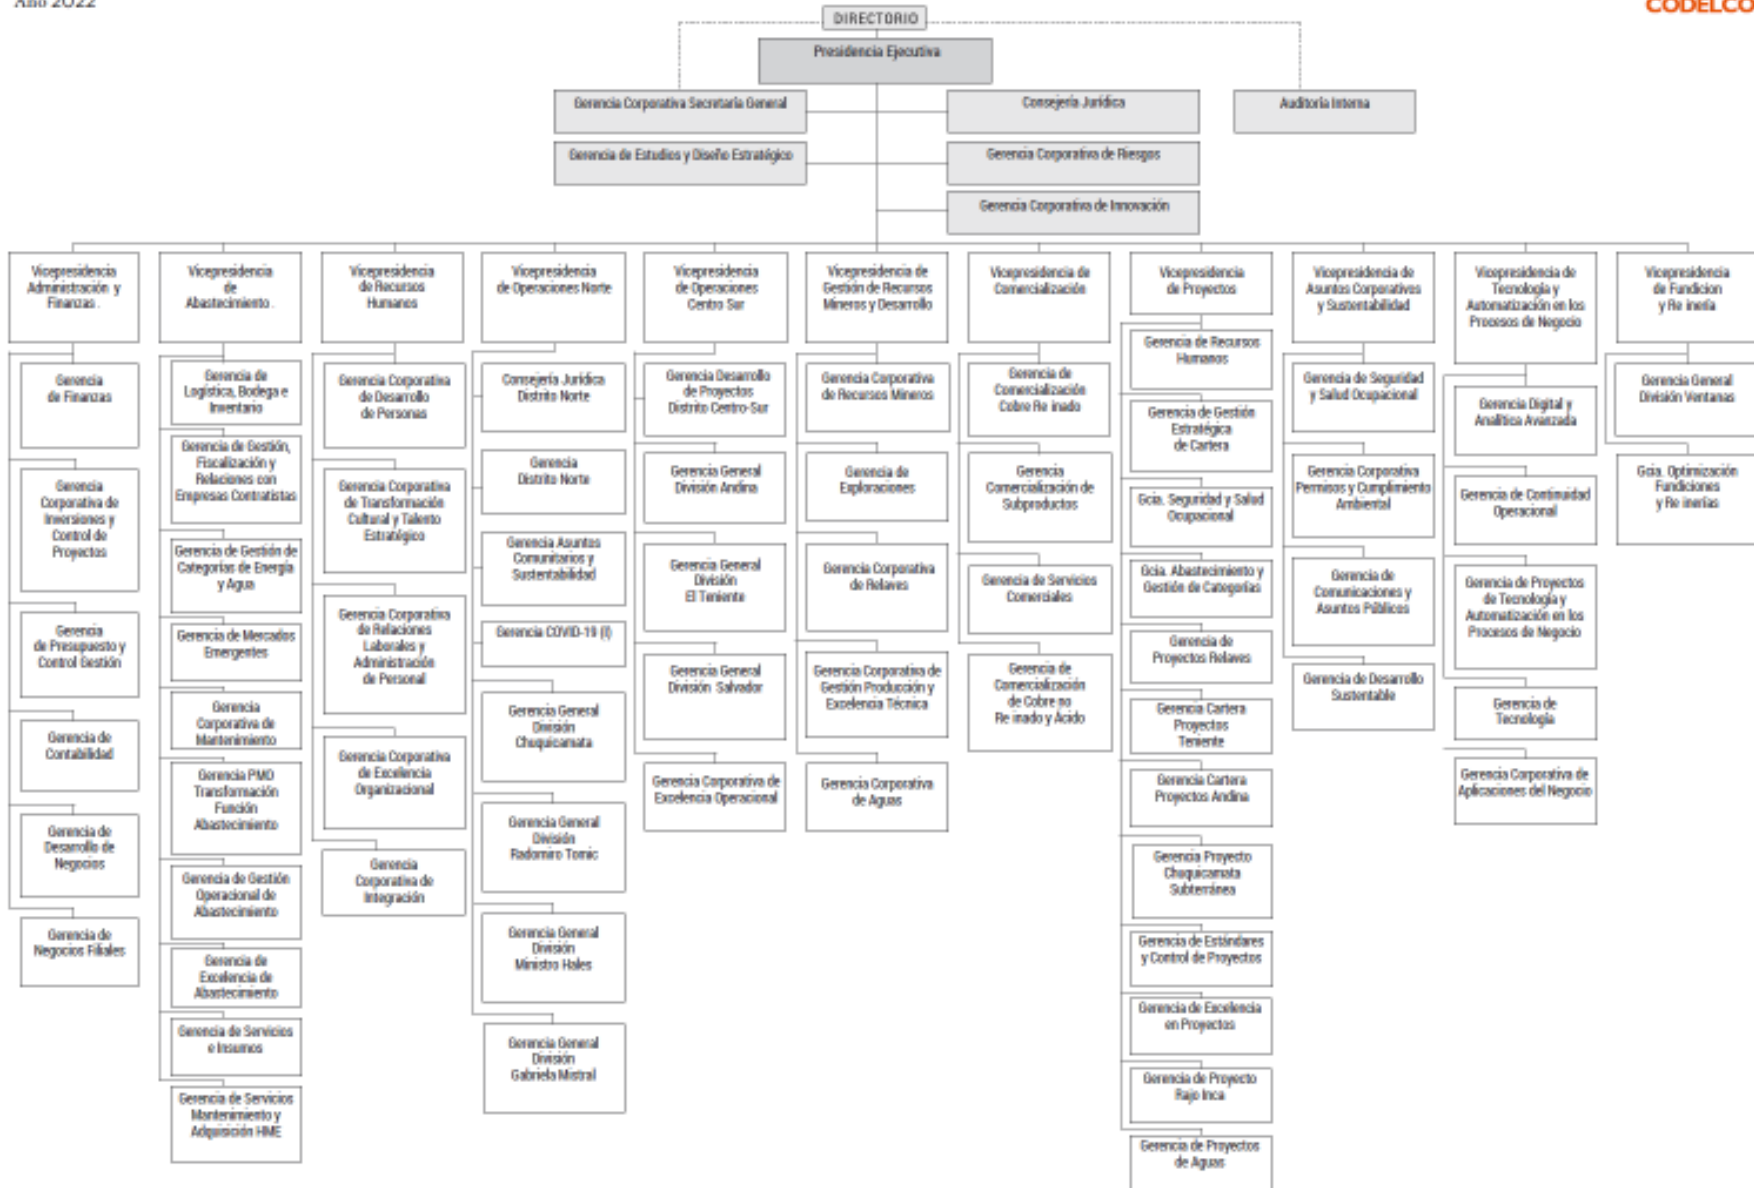 Año 2022
CODELCO
DIRECTORIO
Presidencia Ejecutiva
Gerencia Corporativa Secretaría General
Consejería Jurídica
Auditoría Interna
Gerencia de Estudios y Diseño Estratégico
Gerencia Corporativa de Riesgos
Gerencia Corporativa de Innovación
Vicepresidencia
Administración y
Finanzas .
Gerencia
de Finanzas
Gerencia
Corporativa de
Inversiones y
Control de
Proyectos
Gerencia
de Presupuesto y
Control Gestión
Gerencia de
Contabilidad
Gerencia de
Desarrollo de
Negocios
Gerencia de
Negocios Filiales
Vicepresidencia
de
Abastecimiento .
Gerencia de
Logística, Bodega e
Inventario
Gerencia de Gestión,
Fiscalización y
Relaciones con
Empresas Contratistas
Gerencia de Gestión de
Categorías de Energía
y Agua
Gerencia de Mercados
Emergentes
Gerencia
Corporativa de
Mantenimiento
Gerencia PMO
Transformación
Función
Abastecimiento
Gerencia de Gestión
Operacional de
Abastecimiento
Gerencia de
Excelencia de
Abastecimiento
Gerencia de Servicios
e Insumos
Gerencia de Servicios
Mantenimiento y
Adquisición HME
Vicepresidencia
de Recursos
Humanos
Gerencia Corporativa
de Desarrollo
de Personas
Gerencia Corporativa
de Transformación
Cultural y Talento
Estratégico
Gerencia Corporativa
de Relaciones
Laborales y
Administración
de Personal
Gerencia Corporativa
de Excelencia
Organizacional
Gerencia
Corporativa de
Integración
Vicepresidencia
de Operaciones Norte
Consejería Jurídica
Distrito Norte
Gerencia
Distrito Norte
Gerencia Asuntos
Comunitarios y
Sustentabilidad
Gerencia COVID-19 (I)
Gerencia General
División
Chuquicamata
Gerencia General
División
Radomiro Tomic
Gerencia General
División
Ministro Hales
Gerencia General
División
Gabriela Mistral
Vicepresidencia
de Operaciones
Centro Sur
Gerencia Desarrollo
de Proyectos
Distrito Centro-Sur
Gerencia General
División Andina
Gerencia General
División
El Teniente
Gerencia General
División Salvador
Gerencia Corporativa de
Excelencia Operacional
Vicepresidencia de
Gestión de Recursos
Mineros y Desarrollo
Gerencia Corporativa
de Recursos Mineros
Gerencia de
Exploraciones
Gerencia Corporativa
de Relaves
Gerencia Corporativa de
Gestión Producción y
Excelencia Técnica
Gerencia Corporativa
de Aguas
Vicepresidencia de
Comercialización
Gerencia de
Comercialización
Cobre Re inado
Gerencia
Comercialización de
Subproductos
Gerencia de Servicios
Comerciales
Gerencia de
Comercialización
de Cobre no
Re inado y Ácido
Vicepresidencia
de Proyectos
Gerencia de Recursos
Humanos
Gerencia de Gestión
Estratégica
de Cartera
Gcia. Seguridad y Salud
Ocupacional
Gcia. Abastecimiento y
Gestión de Categorías
Gerencia de
Proyectos Relaves
Gerencia Cartera
Proyectos
Teniente
Gerencia Cartera
Proyectos Andina
Gerencia Proyecto
Chuquicamata
Subterránea
Gerencia de Estándares
y Control de Proyectos
Gerencia de Excelencia
en Proyectos
Gerencia de Proyecto
Rajo Inca
Gerencia de Proyectos
de Aguas
Vicepresidencia de
Asuntos Corporativos
y Sustentabilidad
Gerencia de Seguridad
y Salud Ocupacional
Gerencia Corporativa
Permisos y Cumplimiento
Ambiental
Gerencia de
Comunicaciones y
Asuntos Públicos
Gerencia de Desarrollo
Sustentable
Vicepresidencia de
Tecnología y
Automatización en los
Procesos de Negocio
Gerencia Digital y
Analítica Avanzada
Gerencia de Continuidad
Operacional
Gerencia de Proyectos
de Tecnología y
Automatización en los
Procesos de Negocio
Gerencia de
Tecnología
Gerencia Corporativa de
Aplicaciones del Negocio
Vicepresidencia
de Fundicion
y Re inería
Gerencia General
División Ventanas
Gcia. Optimización
Fundiciones
y Re inerías